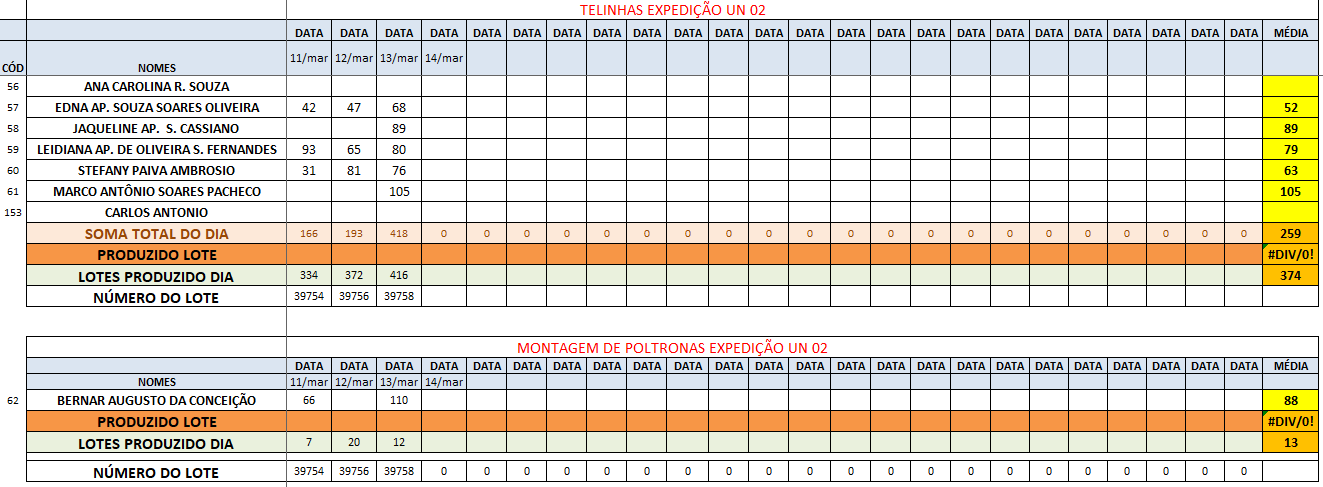 TELINHAS EXPEDIÇÃO UN 02
DATA DATA DATA DATA DATA DATA DATA DATA DATA DATA DATA DATA DATA DATA DATA DATA DATA DATA DATA DATA DATA MÉDIA
CÓD NOMES 11/mar 12/mar 13/mar 14/mar
56 ANA CAROLINA R. SOUZA
57 EDNA AP. SOUZA SOARES OLIVEIRA 42 47 68 52
58 JAQUELINE AP. S. CASSIANO 89 89
59 LEIDIANA AP. DE OLIVEIRA S. FERNANDES 93 65 80 79
60 STEFANY PAIVA AMBROSIO 31 81 76 63
61 MARCO ANTÔNIO SOARES PACHECO 105 105
153 CARLOS ANTONIO
SOMA TOTAL DO DIA 166 193 418 0 0 0 0 0 0 0 0 0 0 0 0 0 0 0 0 0 0 259
PRODUZIDO LOTE #DIV/0!
LOTES PRODUZIDO DIA 334 372 416 374
NÚMERO DO LOTE 39754 39756 39758
MONTAGEM DE POLTRONAS EXPEDIÇÃO UN 02
DATA DATA DATA DATA DATA DATA DATA DATA DATA DATA DATA DATA DATA DATA DATA DATA DATA DATA DATA DATA DATA MÉDIA
NOMES 11/mar 12/mar 13/mar 14/mar
62 BERNAR AUGUSTO DA CONCEIÇÃO 66 110 88
PRODUZIDO LOTE #DIV/0!
LOTES PRODUZIDO DIA 7 20 12 13
NÚMERO DO LOTE 39754 39756 39758 0 0 0 0 0 0 0 0 0 0 0 0 0 0 0 0 0 0